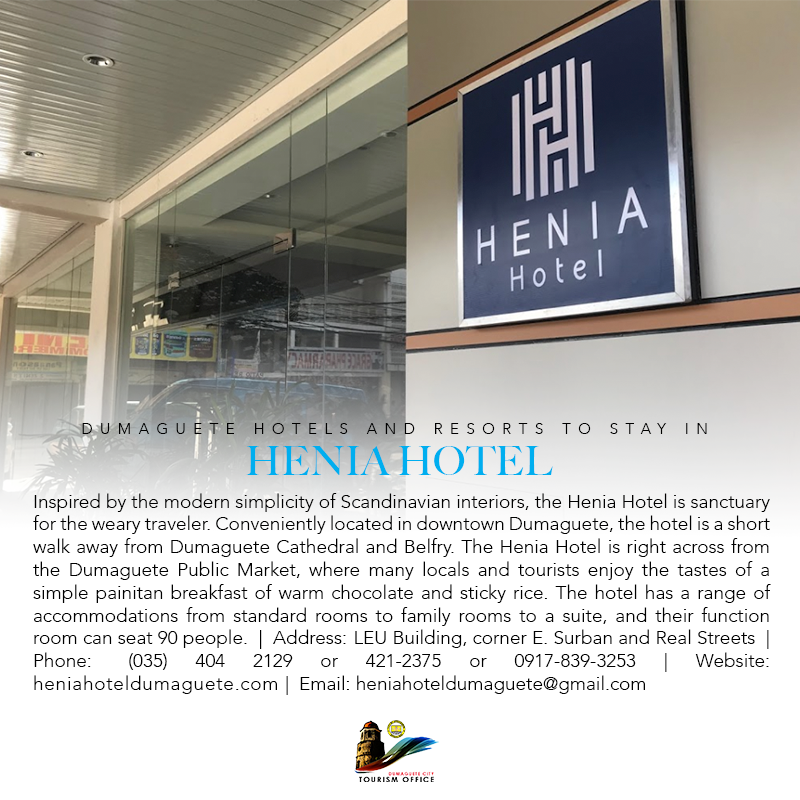 HENIA
Hotel
DUMAGUETE HOTELS AND RESORTS TO STAY IN
HENIA HOTEL
Inspired by the modern simplicity of Scandinavian interiors, the Henia Hotel is sanctuary
for the weary traveler. Conveniently located in downtown Dumaguete, the hotel is a short
walk away from Dumaguete Cathedral and Belfry. The Henia Hotel is right across from
the Dumaguete Public Market, where many locals and tourists enjoy the tastes of a
simple painitan breakfast of warm chocolate and sticky rice. The hotel has a range of
accommodations from standard rooms to family rooms to a suite, and their function
room can seat 90 people. | Address: LEU Building, corner E. Surban and Real Streets |
Phone: (035) 404 2129 or 421-2375 or 0917-839-3253 | Website:
heniahoteldumaguete.com | Email: heniahoteldumaguete@gmail.com
DUMAGUETE CITY
TOURISM OFFICE